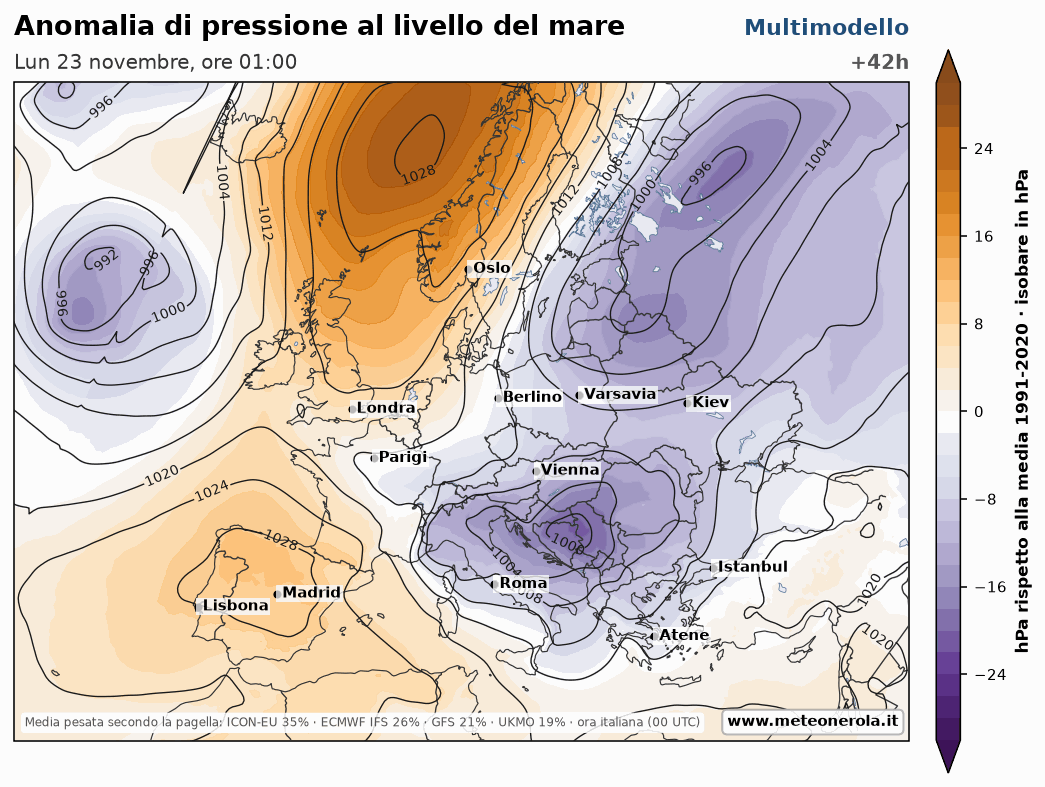 Anomalia di pressione al livello del mare
Multimodello
Lun 23 novembre, ore 01:00
+42h
996
1004
1028
1012
1012
1008
1000
996
1004
992
996
996
1000
Oslo
Londra
Berlino
Varsavia
Kiev
Parigi
Vienna
1020
1024
1028
1000
1004
1008
Roma
Istanbul
Madrid
Lisbona
Atene
1020
1020
24
16
8
0
−8
−16
−24
hPa rispetto alla media 1991-2020 · isobare in hPa
Media pesata secondo la pagella: ICON-EU 35% · ECMWF IFS 26% · GFS 21% · UKMO 19% · ora italiana (00 UTC)
www.meteonerola.it